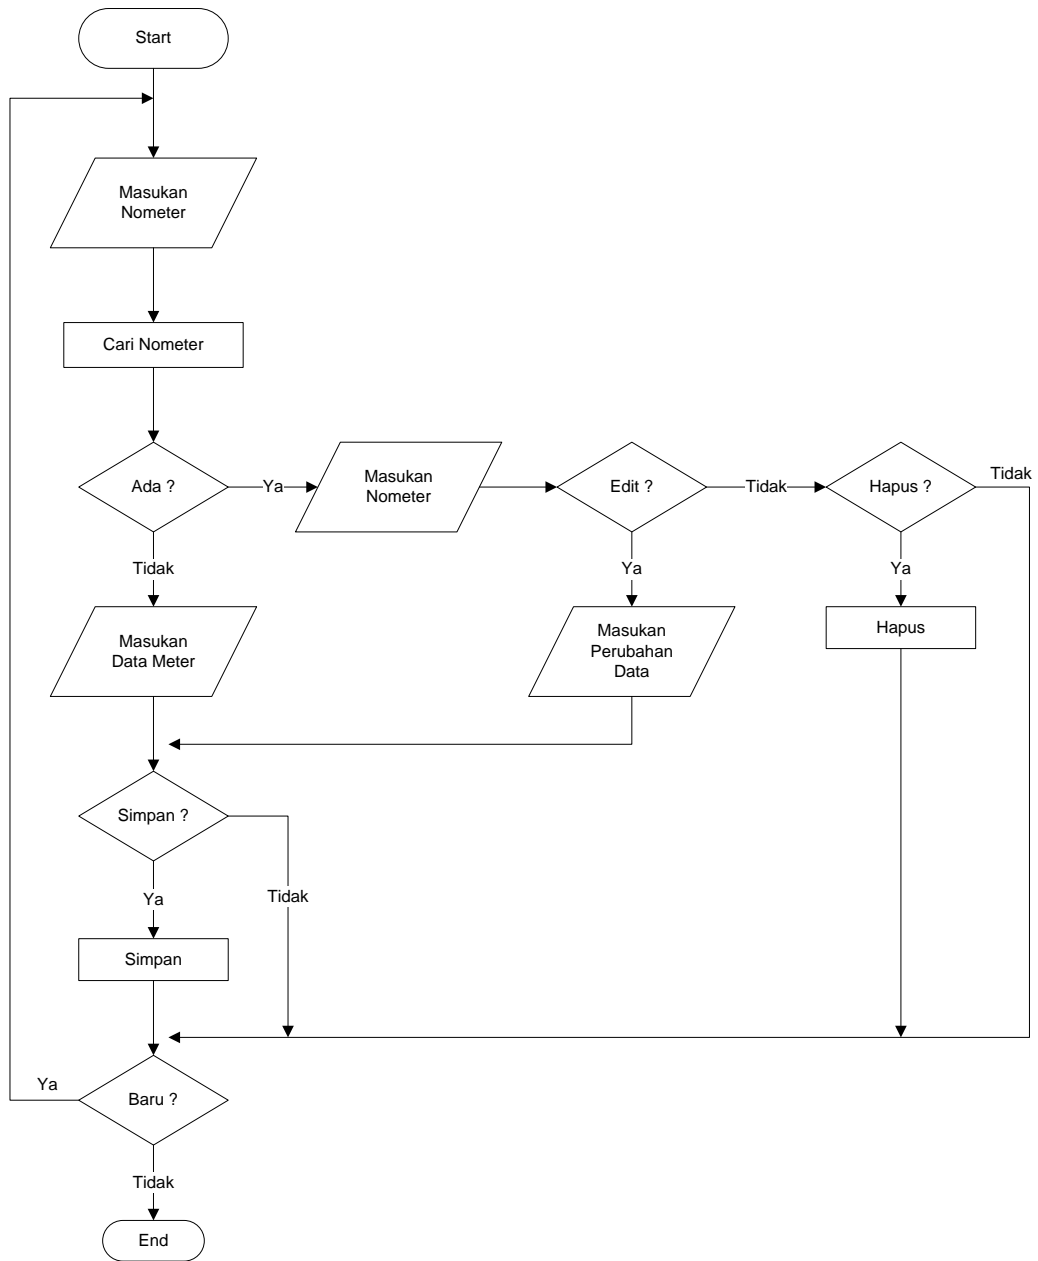 Start
Masukan
Nometer
Cari Nometer
Ada ?
Ya
Masukan
Nometer
Edit ?
Tidak
Hapus ?
Tidak
Tidak
Ya
Ya
Masukan
Data Meter
Masukan
Perubahan
Data
Hapus
Simpan ?
Ya
Tidak
Simpan
Ya
Baru ?
Tidak
End